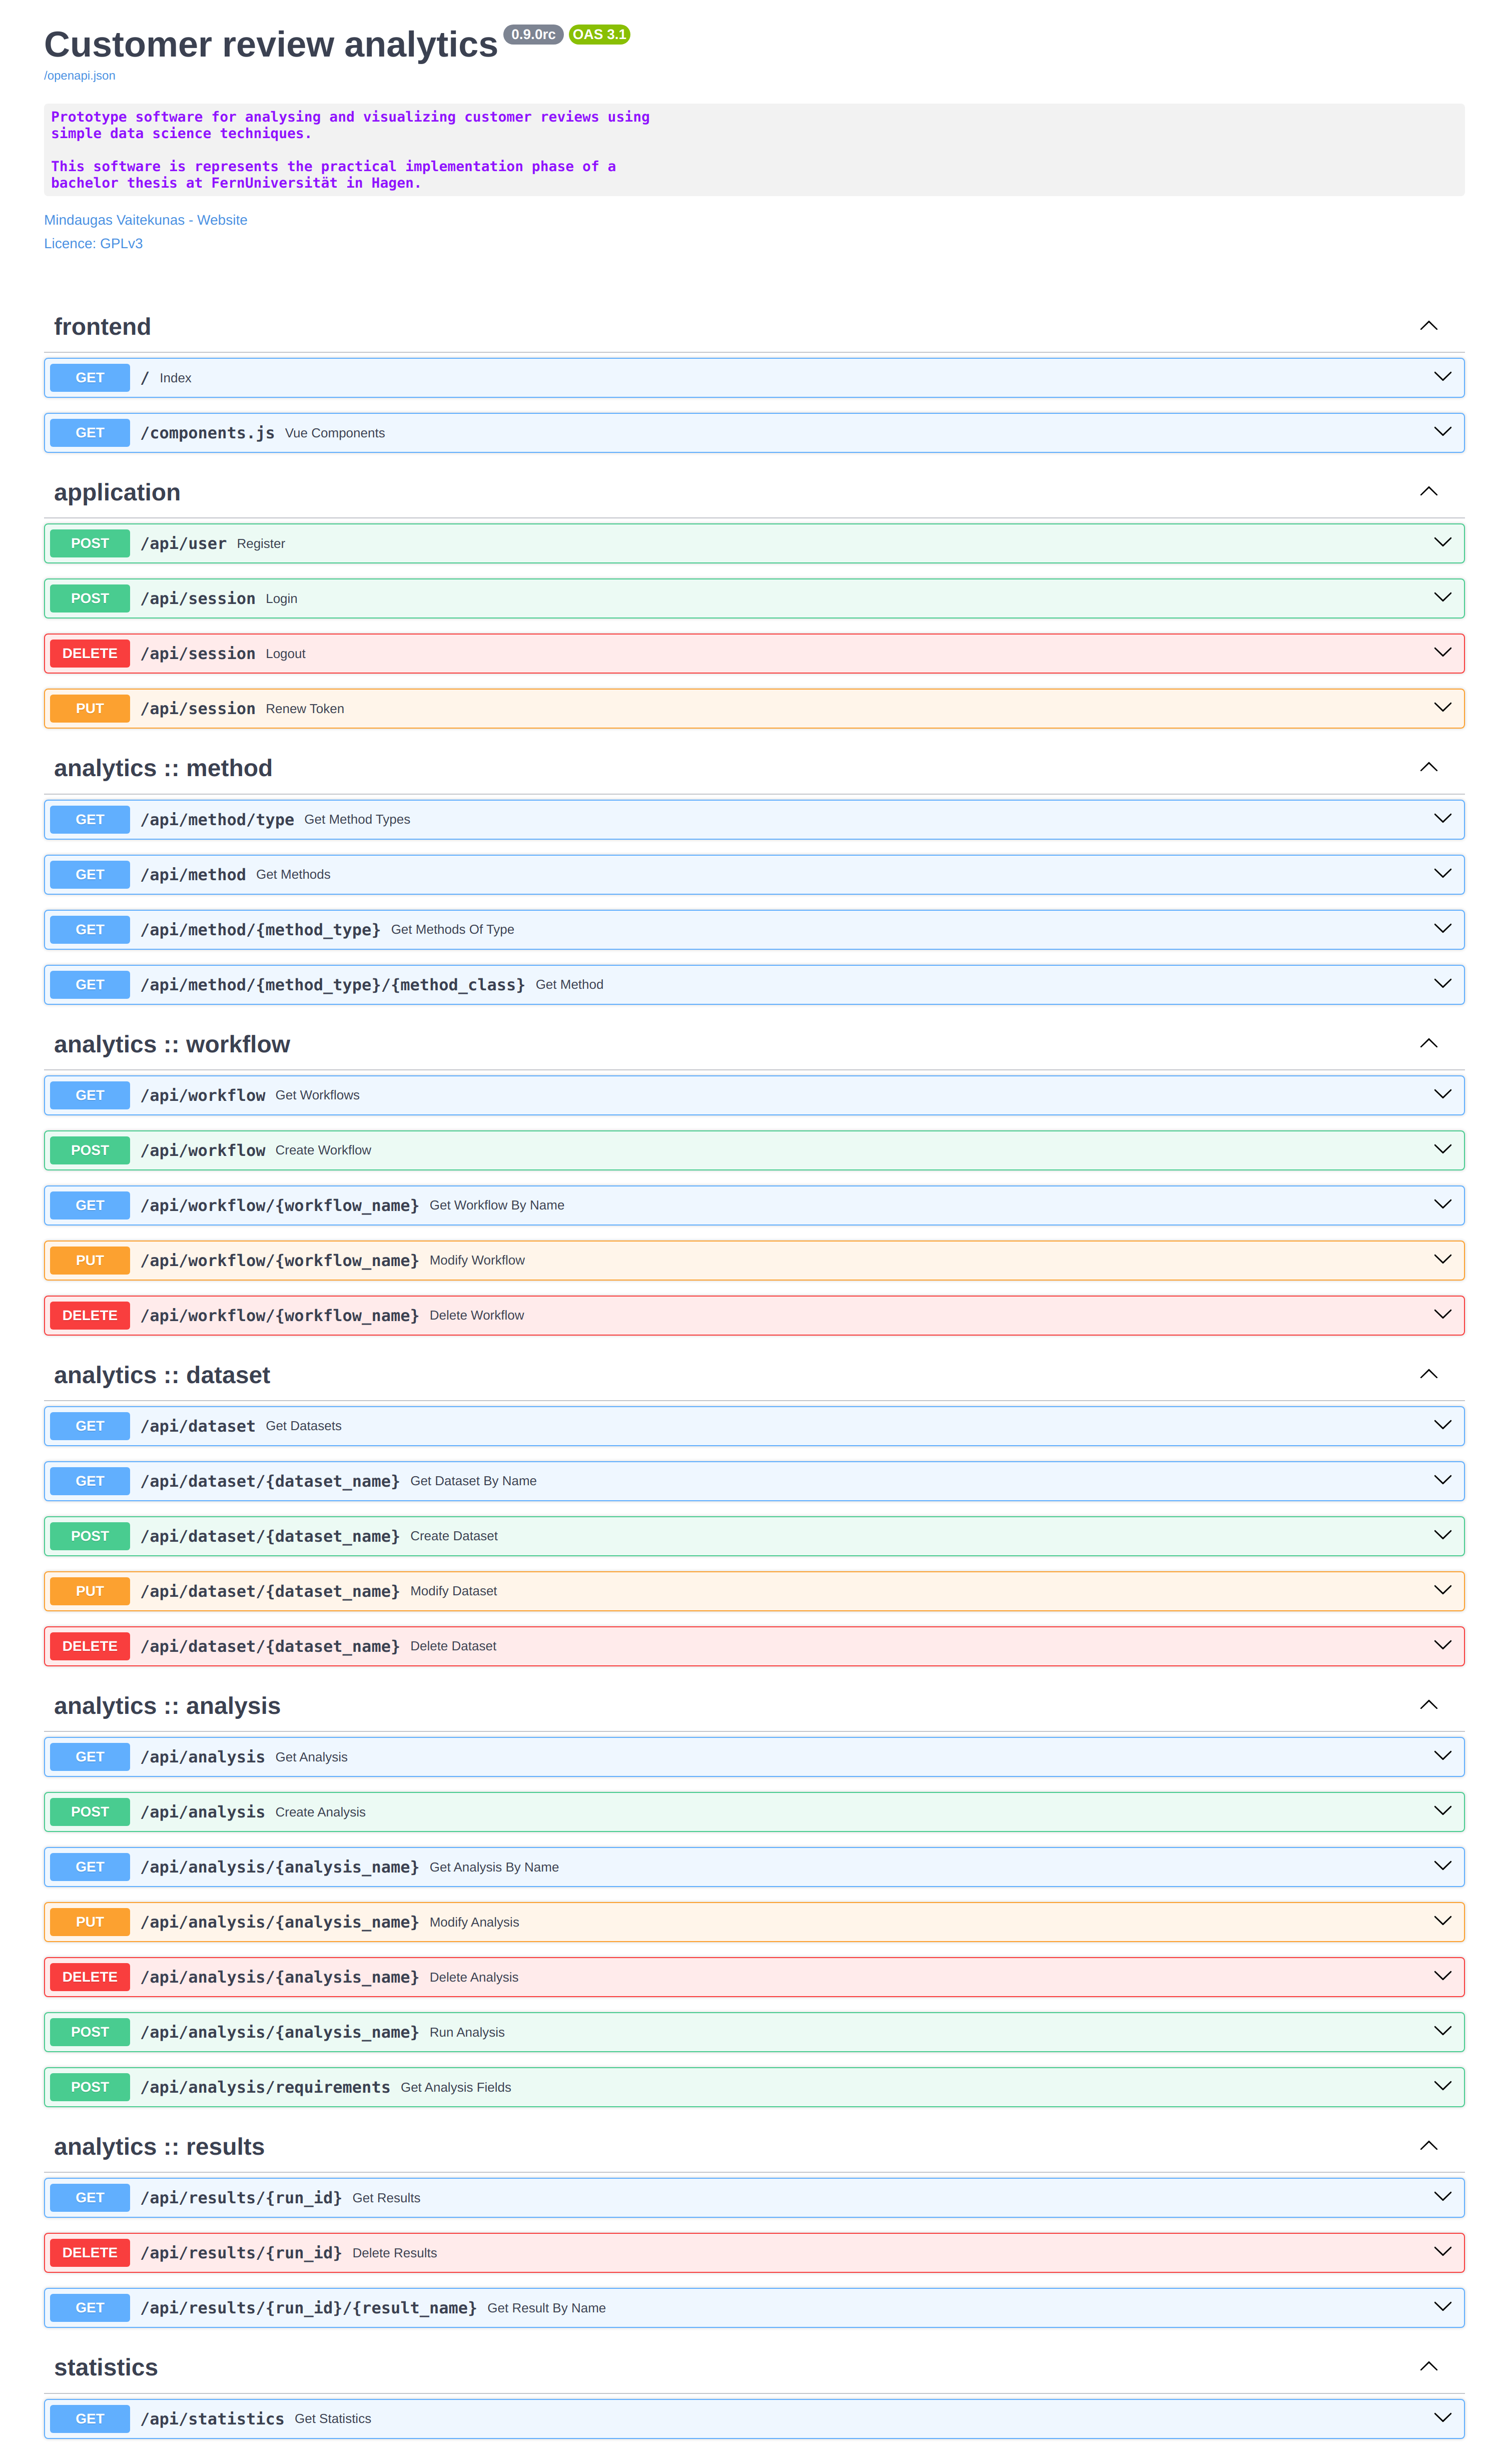 Customer review analytics 0.9.0rc OAS 3.1
/openapi.json
Prototype software for analysing and visualizing customer reviews using
simple data science techniques.
This software is represents the practical implementation phase of a
bachelor thesis at FernUniversität in Hagen.
Mindaugas Vaitekunas - Website
Licence: GPLv3
frontend
GET / Index
GET /components.js Vue Components
application
POST /api/user Register
POST /api/session Login
DELETE /api/session Logout
PUT /api/session Renew Token
analytics :: method
GET /api/method/type Get Method Types
GET /api/method Get Methods
GET /api/method/{method_type} Get Methods Of Type
GET /api/method/{method_type}/{method_class} Get Method
analytics :: workflow
GET /api/workflow Get Workflows
POST /api/workflow Create Workflow
GET /api/workflow/{workflow_name} Get Workflow By Name
PUT /api/workflow/{workflow_name} Modify Workflow
DELETE /api/workflow/{workflow_name} Delete Workflow
analytics :: dataset
GET /api/dataset Get Datasets
GET /api/dataset/{dataset_name} Get Dataset By Name
POST /api/dataset/{dataset_name} Create Dataset
PUT /api/dataset/{dataset_name} Modify Dataset
DELETE /api/dataset/{dataset_name} Delete Dataset
analytics :: analysis
GET /api/analysis Get Analysis
POST /api/analysis Create Analysis
GET /api/analysis/{analysis_name} Get Analysis By Name
PUT /api/analysis/{analysis_name} Modify Analysis
DELETE /api/analysis/{analysis_name} Delete Analysis
POST /api/analysis/{analysis_name} Run Analysis
POST /api/analysis/requirements Get Analysis Fields
analytics :: results
GET /api/results/{run_id} Get Results
DELETE /api/results/{run_id} Delete Results
GET /api/results/{run_id}/{result_name} Get Result By Name
statistics
GET /api/statistics Get Statistics